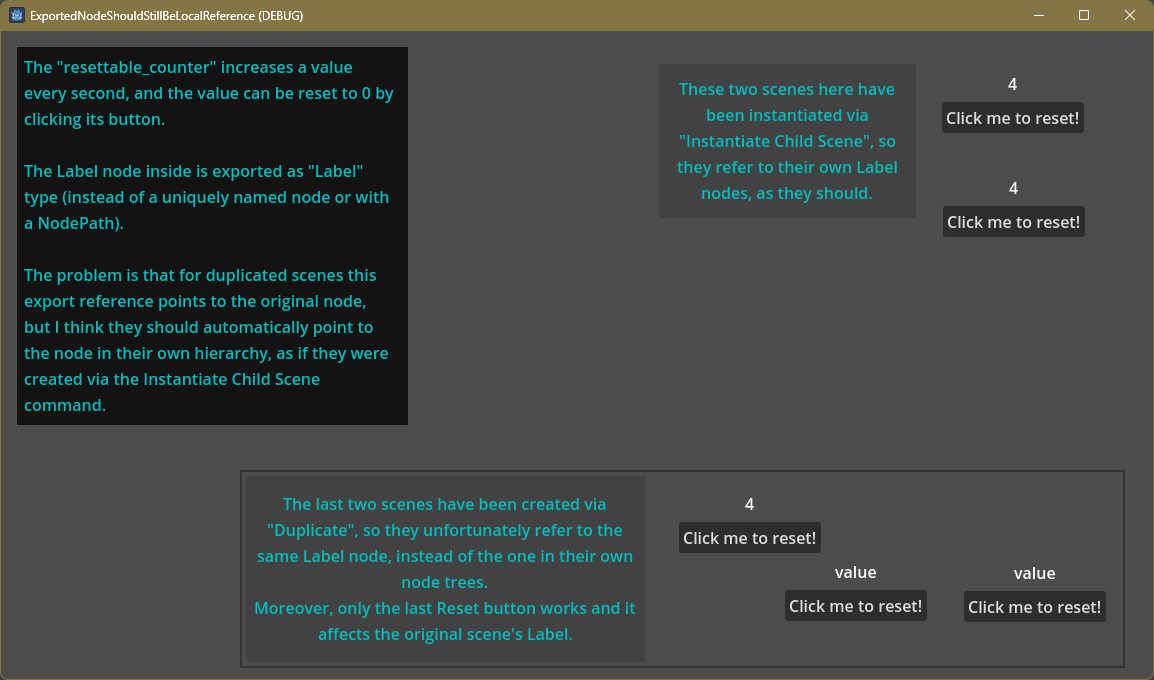 ExportedNodeShouldStillBeLocalReference (DEBUG)
The "resettable_counter" increases a value
every second, and the value can be reset to 0 by
clicking its button.
The Label node inside is exported as "Label"
type (instead of a uniquely named node or with
a NodePath).
The problem is that for duplicated scenes this
export reference points to the original node,
but I think they should automatically point to
the node in their own hierarchy, as if they were
created via the Instantiate Child Scene
command.
These two scenes here have
been instantiated via
"Instantiate Child Scene", so
they refer to their own Label
nodes, as they should.
4
Click me to reset!
4
Click me to reset!
The last two scenes have been created via
"Duplicate", so they unfortunately refer to the
same Label node, instead of the one in their own
node trees.
Moreover, only the last Reset button works and it
affects the original scene's Label.
4
Click me to reset!
value
Click me to reset!
value
Click me to reset!